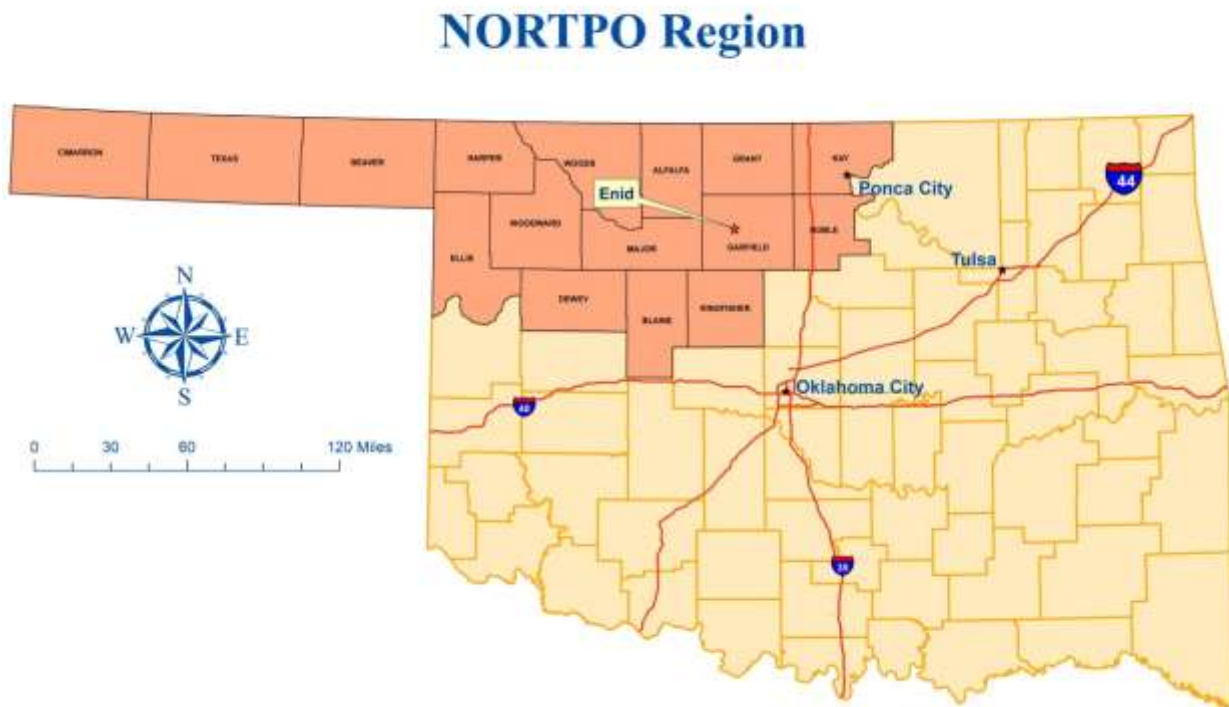 NORTPO Region
CIMARRON
TEXAS
BEAVER
HARPER
WOODS
ALFALFA
GRANT
KAY
Ponca City
Enid
WOODWARD
MAJOR
GARFIELD
NOBLE
ELLIS
DEWEY
BLAINE
KINGFISHER
44
Tulsa
Oklahoma City
40
35
N
W
E
S
0 30 60 120 Miles